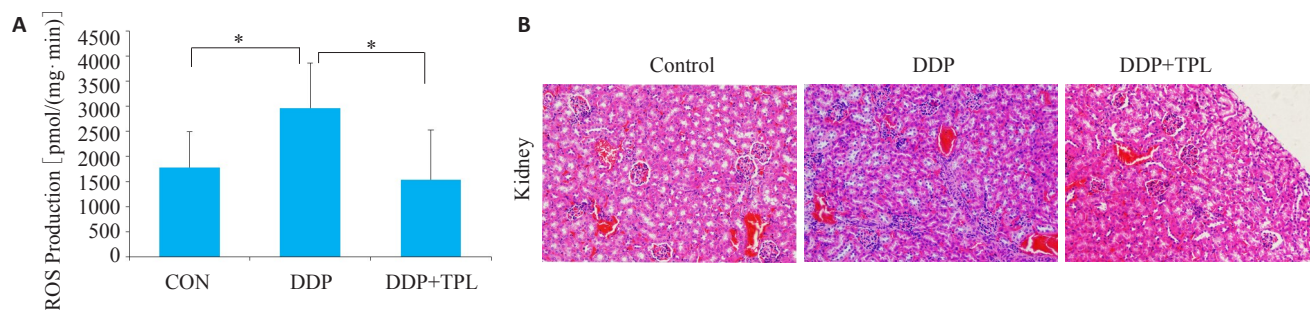 A
ROS Production [pmol/(mg·min)]
4500
4000
3500
3000
2500
2000
1500
1000
500
0
*
*
CON
DDP
DDP+TPL
B
Control
DDP
DDP+TPL
Kidney